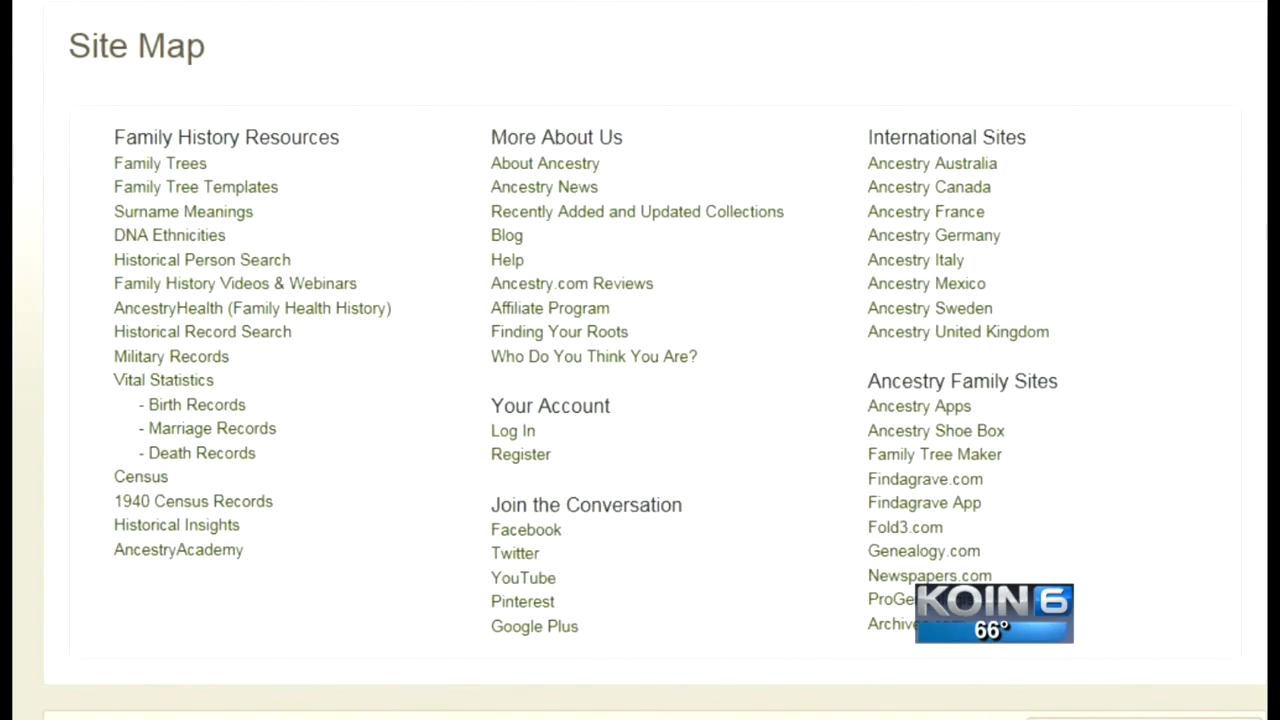 Site Map
Family History Resources
Family Trees
Family Tree Templates
Surname Meanings
DNA Ethnicities
Historical Person Search
Family History Videos & Webinars
AncestryHealth (Family Health History)
Historical Record Search
Military Records
Vital Statistics
- Birth Records
- Marriage Records
- Death Records
Census
1940 Census Records
Historical Insights
AncestryAcademy
More About Us
About Ancestry
Ancestry News
Recently Added and Updated Collections
Blog
Help
Ancestry.com Reviews
Affiliate Program
Finding Your Roots
Who Do You Think You Are?
Your Account
Log In
Register
Join the Conversation
Facebook
Twitter
YouTube
Pinterest
Google Plus
International Sites
Ancestry Australia
Ancestry Canada
Ancestry France
Ancestry Germany
Ancestry Italy
Ancestry Mexico
Ancestry Sweden
Ancestry United Kingdom
Ancestry Family Sites
Ancestry Apps
Ancestry Shoe Box
Family Tree Maker
Findagrave.com
Findagrave App
Fold3.com
Genealogy.com
Newspapers.com
KOIN 6
66°